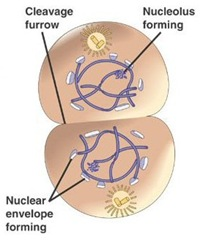 Cleavage
furrow
Nucleolus
forming
Nuclear
envelope
forming